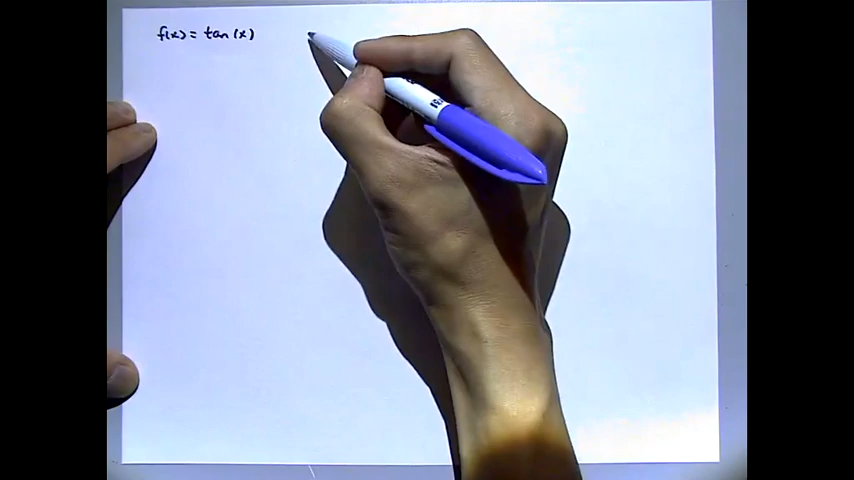 f(x) = tan(x)